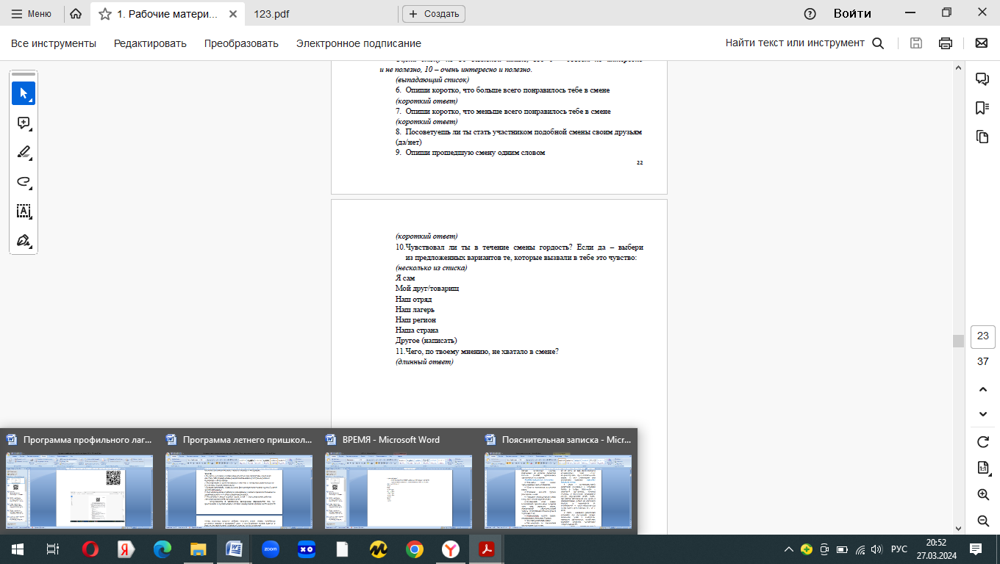 Меню
1. Рабочие матери...
123.pdf
Создать
Войти
Все инструменты
Редактировать
Преобразовать
Электронное подписание
Найти текст или инструмент
и не полезно, 10 – очень интересно и полезно.
(выпадающий список)
6. Опиши коротко, что больше всего понравилось тебе в смене
(короткий ответ)
7. Опиши коротко, что меньше всего понравилось тебе в смене
(короткий ответ)
8. Посоветуешь ли ты стать участником подобной смены своим друзьям
(да/нет)
9. Опиши прошедшую смену одним словом
22
(короткий ответ)
10.Чувствовал ли ты в течение смены гордость? Если да – выбери
из предложенных вариантов те, которые вызвали в тебе это чувство:
(несколько из списка)
Я сам
Мой друг/товарищ
Наш отряд
Наш лагерь
Наш регион
Наша страна
Другое (написать)
11.Чего, по твоему мнению, не хватало в смене?
(длинный ответ)
23
37
Программа профильного лаг...
Программа летнего пришкол...
ВРЕМЯ - Microsoft Word
Пояснительная записка - Micr...
zoom
РУС
20:52
27.03.2024